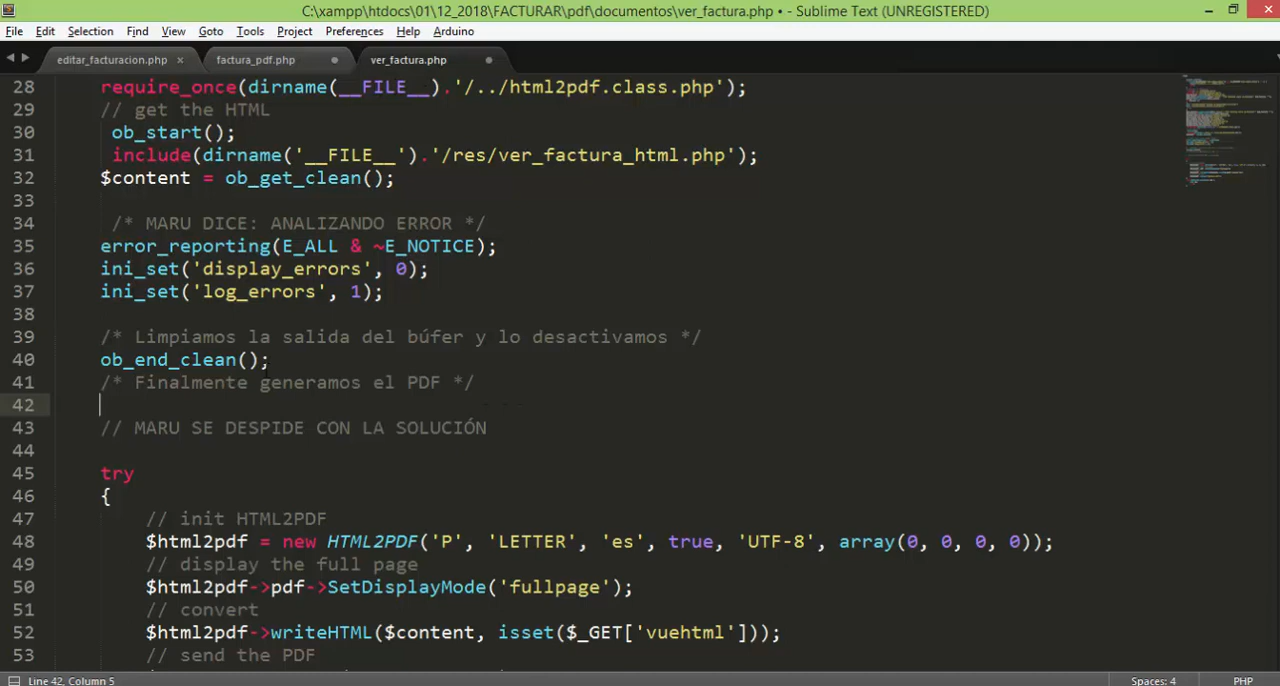 C:\xampp\htdocs\01\12_2018\FACTURAR\pdf\documentos\ver_factura.php • - Sublime Text (UNREGISTERED)
File Edit Selection Find View Goto Tools Project Preferences Help Arduino
editar_facturacion.php × factura_pdf.php ver_factura.php
28 require_once(dirname(__FILE__).'/../html2pdf.class.php');
29 // get the HTML
30 ob_start();
31 include(dirname('__FILE__').'/res/ver_factura_html.php');
32 $content = ob_get_clean();
33
34 /* MARU DICE: ANALIZANDO ERROR */
35 error_reporting(E_ALL & ~E_NOTICE);
36 ini_set('display_errors', 0);
37 ini_set('log_errors', 1);
38
39 /* Limpiamos la salida del búfer y lo desactivamos */
40 ob_end_clean();
41 /* Finalmente generamos el PDF */
42
43 // MARU SE DESPIDE CON LA SOLUCIÓN
44
45 try
46 {
47 // init HTML2PDF
48 $html2pdf = new HTML2PDF('P', 'LETTER', 'es', true, 'UTF-8', array(0, 0, 0, 0));
49 // display the full page
50 $html2pdf->pdf->SetDisplayMode('fullpage');
51 // convert
52 $html2pdf->writeHTML($content, isset($_GET['vuehtml']));
53 // send the PDF
Line 42, Column 5 Spaces: 4 PHP